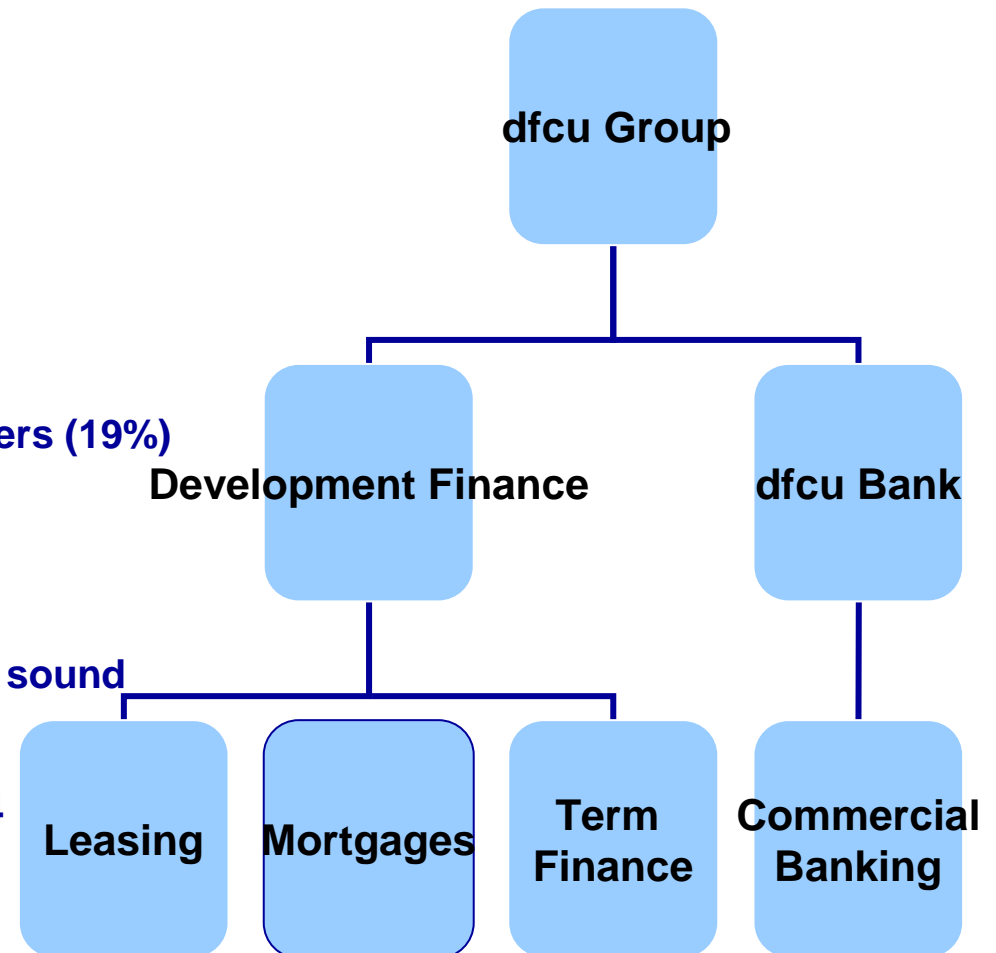 dfcu Group
ers (19%)
Development Finance
dfcu Bank
sound
Leasing
Mortgages
Term
Finance
Commercial
Banking